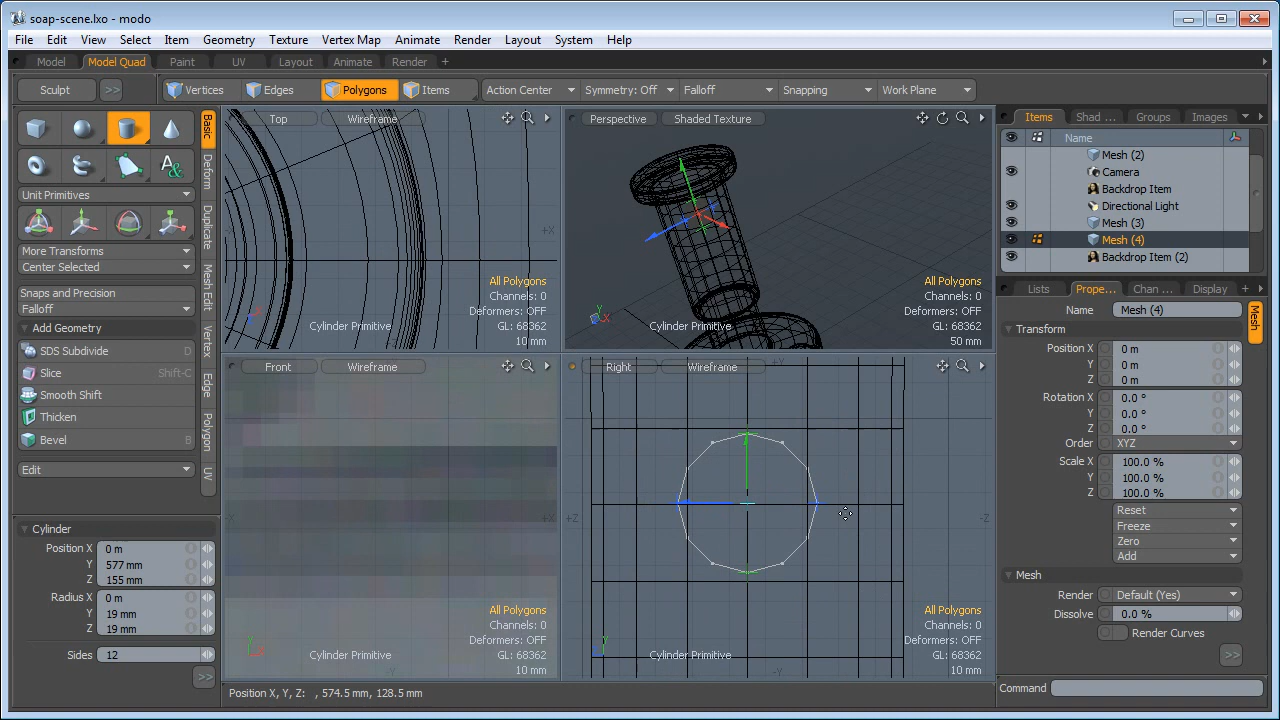 soap-scene.lxo - modo
File Edit View Select Item Geometry Texture Vertex Map Animate Render Layout System Help
Model Model Quad Paint UV Layout Animate Render +
Sculpt >> Vertices Edges Polygons Items Action Center Symmetry: Off Falloff Snapping Work Plane
Basic
Deform
Duplicate
Mesh Edit
Vertex
Edge
Polygon
UV
Unit Primitives
More Transforms
Center Selected
Snaps and Precision
Falloff
Add Geometry
SDS Subdivide D
Slice Shift-C
Smooth Shift
Thicken
Bevel B
Edit
Cylinder
Position X 0 m
Y 577 mm
Z 155 mm
Radius X 0 m
Y 19 mm
Z 19 mm
Sides 12
>>
Top Wireframe
+X
All Polygons
Channels: 0
Deformers: OFF
GL: 68362
10 mm
Cylinder Primitive
Perspective Shaded Texture
All Polygons
Channels: 0
Deformers: OFF
GL: 68362
50 mm
Cylinder Primitive
Front Wireframe
-X +X
All Polygons
Channels: 0
Deformers: OFF
GL: 68362
10 mm
Cylinder Primitive
-Y
Right Wireframe
+Y
+Z -Z
All Polygons
Channels: 0
Deformers: OFF
GL: 68362
10 mm
Cylinder Primitive
-Y
Position X, Y, Z: , 574.5 mm, 128.5 mm
Items Shad ... Groups Images
Name
Mesh (2)
Camera
Backdrop Item
Directional Light
Mesh (3)
Mesh (4)
Backdrop Item (2)
Lists Prope... Chan ... Display +
Mesh
Name Mesh (4)
Transform
Position X 0 m
Y 0 m
Z 0 m
Rotation X 0.0 °
Y 0.0 °
Z 0.0 °
Order XYZ
Scale X 100.0 %
Y 100.0 %
Z 100.0 %
Reset
Freeze
Zero
Add
Mesh
Render Default (Yes)
Dissolve 0.0 %
Render Curves
>>
Command